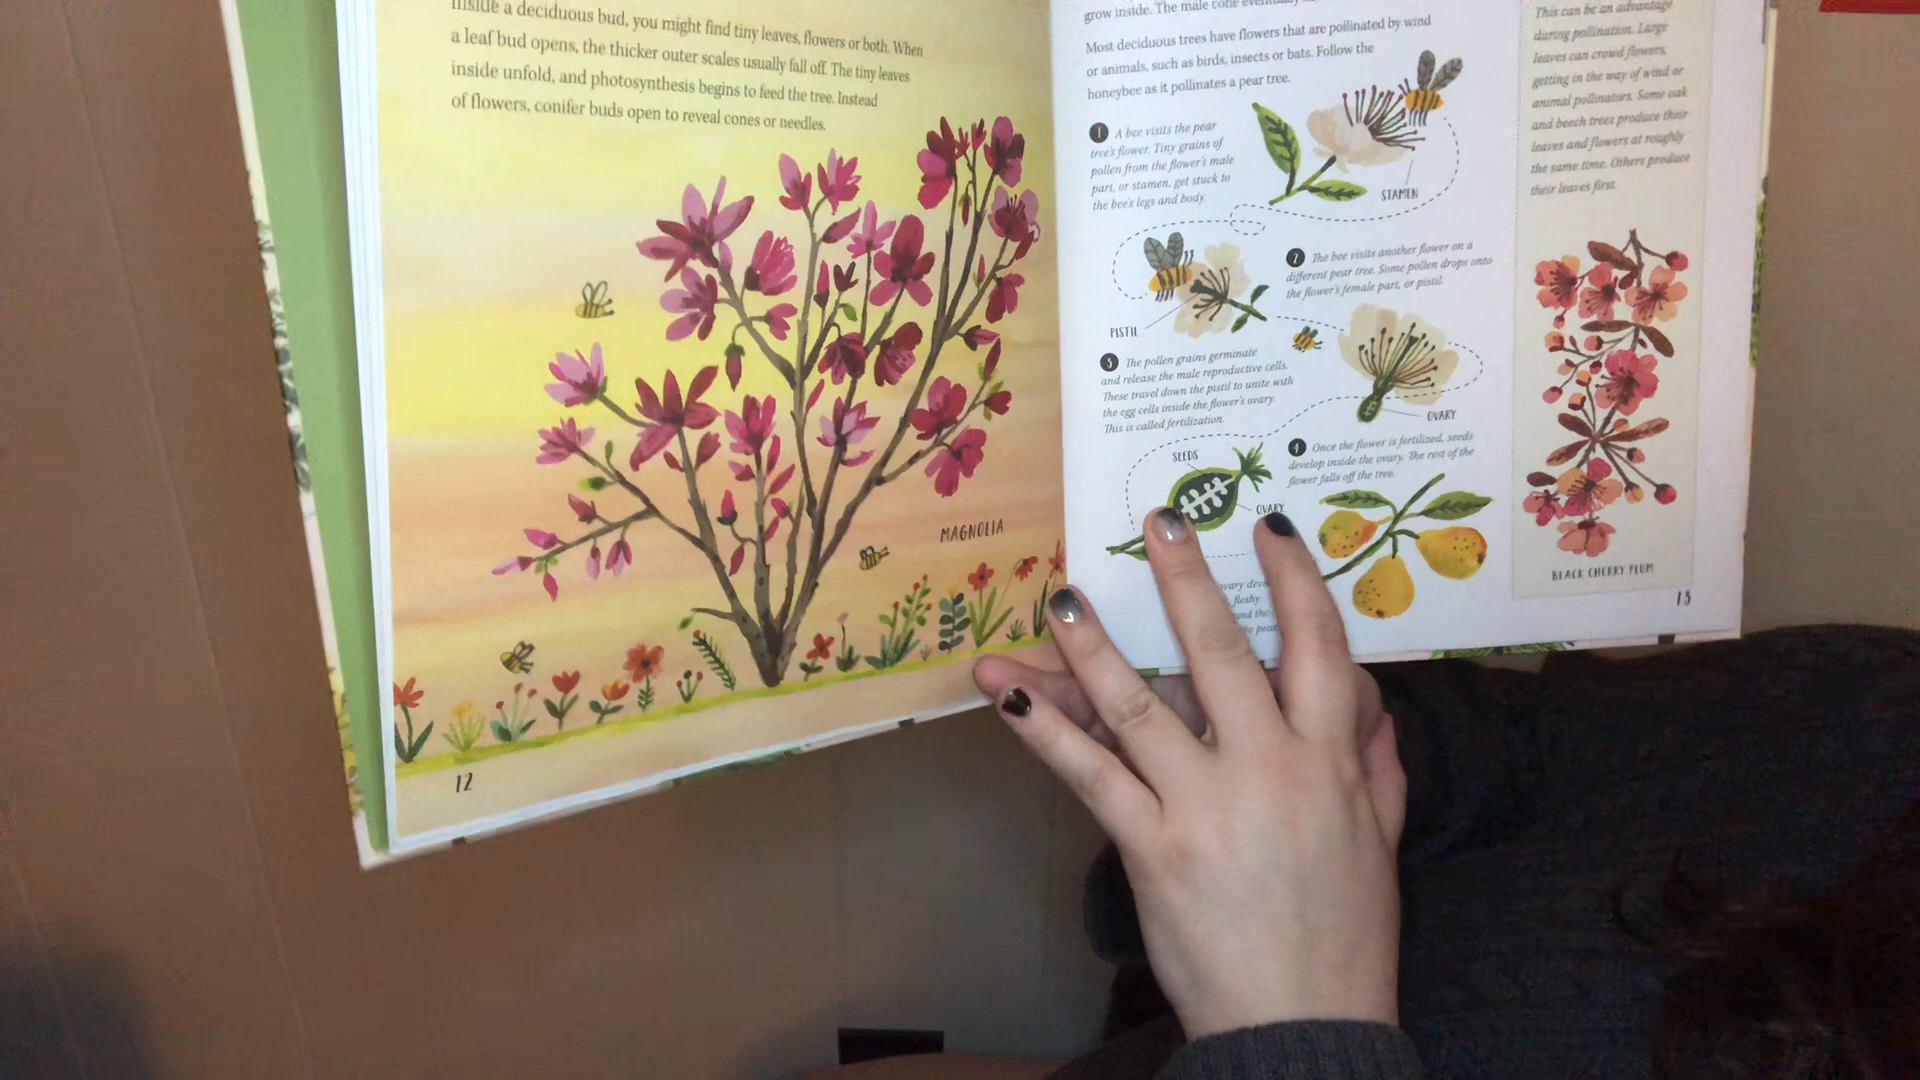 Inside a deciduous bud, you might find tiny leaves, flowers or both. When
a leaf bud opens, the thicker outer scales usually fall off. The tiny leaves
inside unfold, and photosynthesis begins to feed the tree. Instead
of flowers, conifer buds open to reveal cones or needles.
MAGNOLIA
12
grow inside. The male cone eventually
Most deciduous trees have flowers that are pollinated by wind
or animals, such as birds, insects or bats. Follow the
honeybee as it pollinates a pear tree.
1 A bee visits the pear
tree's flower. Tiny grains of
pollen from the flower's male
part, or stamen, get stuck to
the bee's legs and body.
STAMEN
2 The bee visits another flower on a
different pear tree. Some pollen drops onto
the flower's female part, or pistil.
PISTIL
3 The pollen grains germinate
and release the male reproductive cells.
These travel down the pistil to unite with
the egg cells inside the flower's ovary.
This is called fertilization.
OVARY
SEEDS
4 Once the flower is fertilized, seeds
develop inside the ovary. The rest of the
flower falls off the tree.
OVARY
ovary
fleshy
and the
This can be an advantage
during pollination. Large
leaves can crowd flowers,
getting in the way of wind or
animal pollinators. Some oak
and beech trees produce their
leaves and flowers at roughly
the same time. Others produce
their leaves first.
BLACK CHERRY PLUM
13